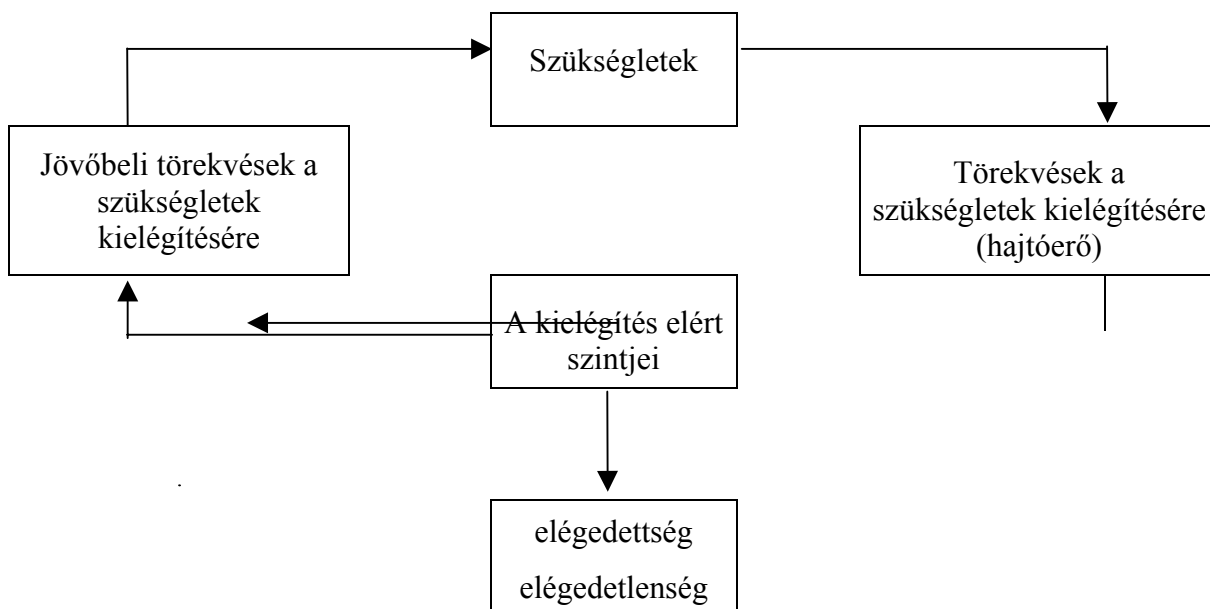 Szükségletek
Jövőbeli törekvések a
szükségletek
kielégítésére
Törekvések a
szükségletek kielégítésére
(hajtóerő)
A kielégítés elért
szintjei
elégedettség
elégedetlenség